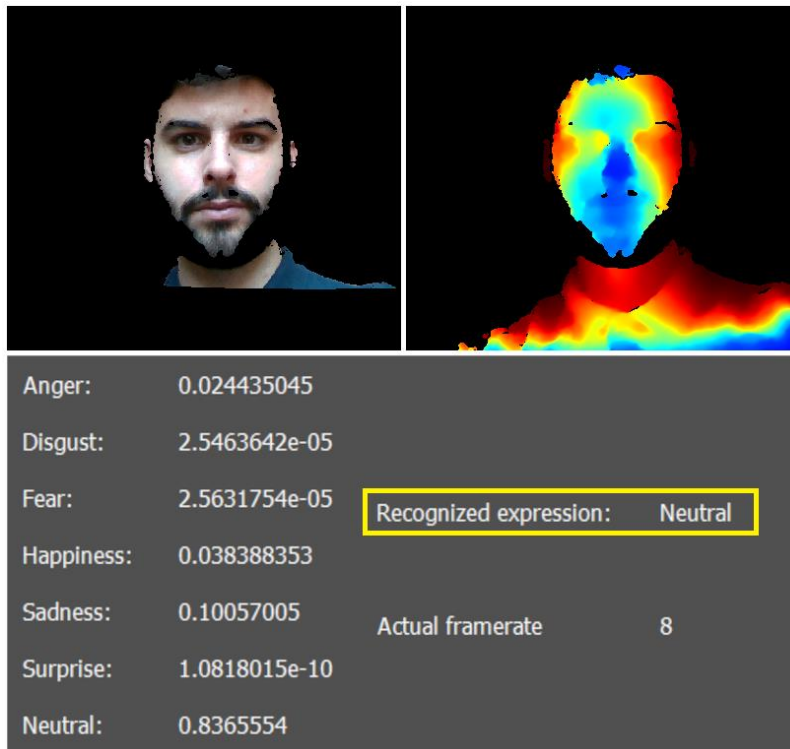 Anger: 0.024435045
Disgust: 2.5463642e-05
Fear: 2.5631754e-05
Happiness: 0.038388353
Sadness: 0.10057005
Surprise: 1.0818015e-10
Neutral: 0.8365554
Recognized expression: Neutral
Actual framerate 8